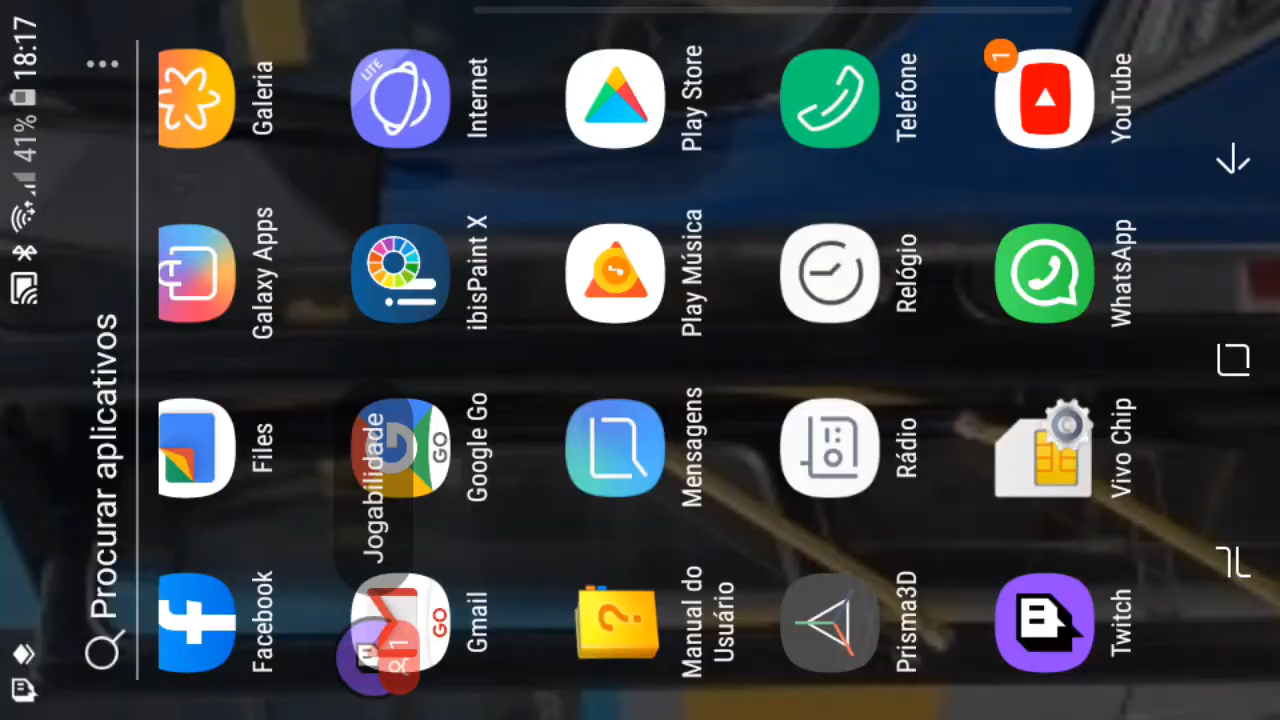 41% 18:17
Procurar aplicativos
Facebook
Files
Galaxy Apps
Galeria
GO
Gmail
1
Jogabilidade
GO
Google Go
ibisPaint X
LITE
Internet
Manual do
Usuário
Mensagens
Play Música
Play Store
Prisma3D
Rádio
Relógio
Telefone
Twitch
Vivo Chip
WhatsApp
1
YouTube